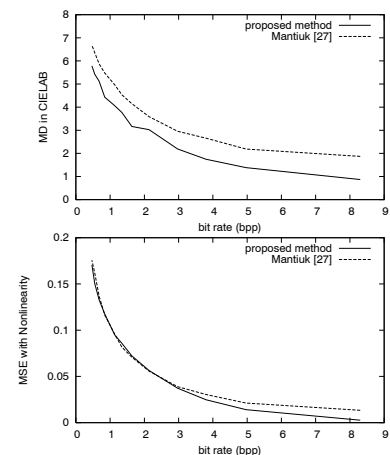 8
7
6
5
4
3
2
1
0
MD in CIELAB
proposed method
Mantiuk [27]
0 1 2 3 4 5 6 7 8 9
bit rate (bpp)
0.2
0.15
0.1
0.05
0
MSE with Nonlinearity
proposed method
Mantiuk [27]
0 1 2 3 4 5 6 7 8 9
bit rate (bpp)